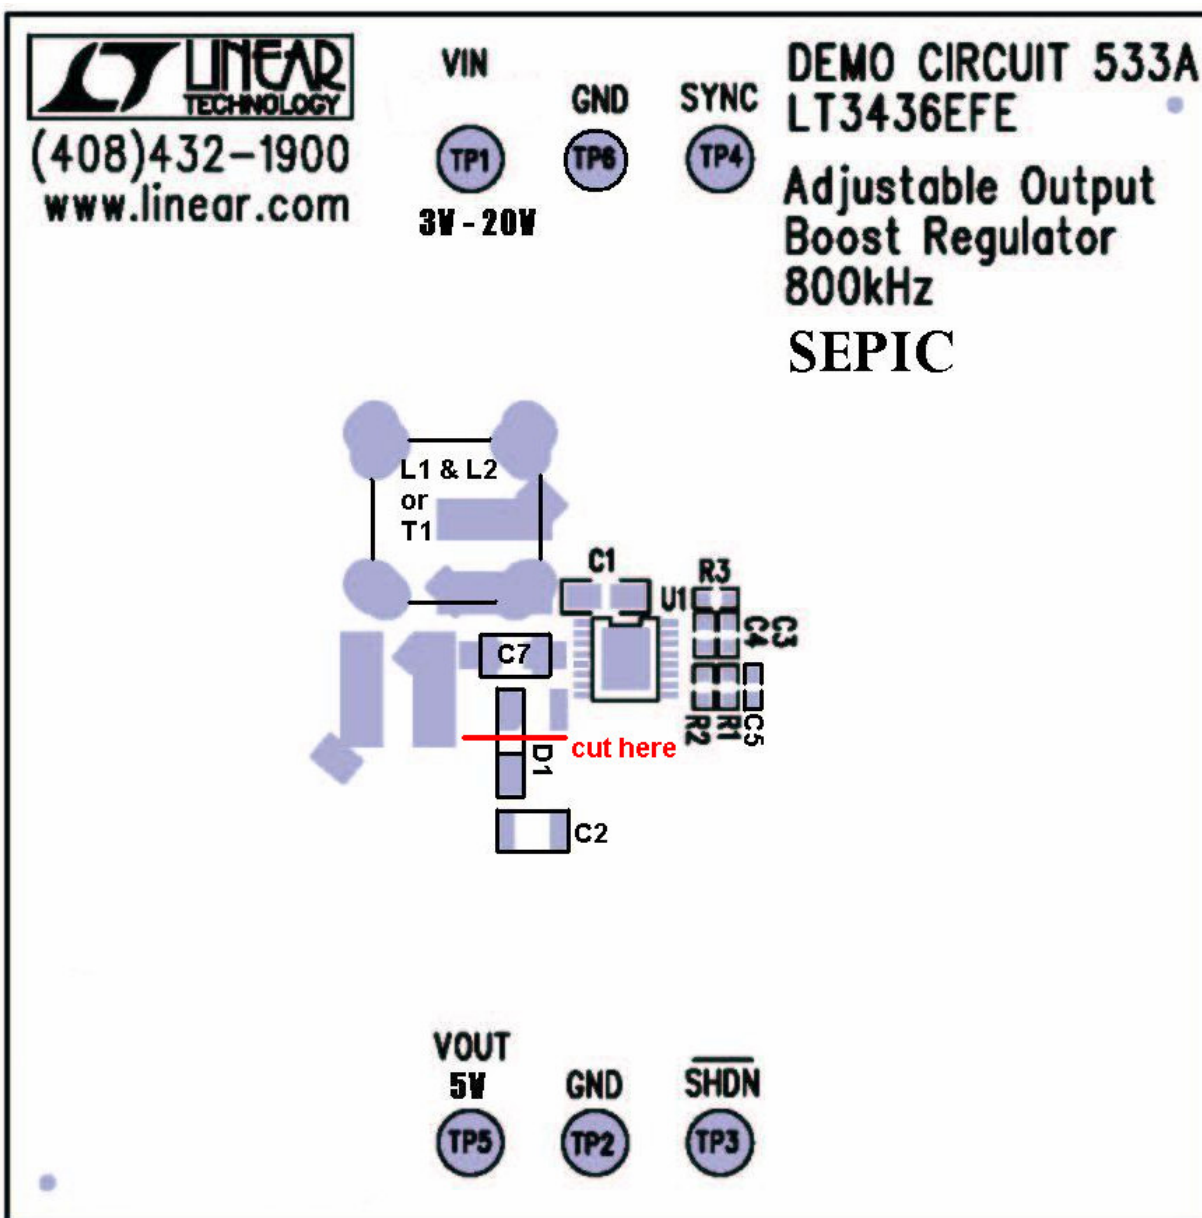 LT LINEAR
TECHNOLOGY
(408)432-1900
www.linear.com
VIN
TP1
3V - 20V
GND
TP6
SYNC
TP4
DEMO CIRCUIT 533A
LT3436EFE
Adjustable Output
Boost Regulator
800kHz
SEPIC
L1 & L2
or
T1
C1
U1
R3
C4
C3
C7
R2
R1
C5
cut here
D1
C2
VOUT
5V
TP5
GND
TP2
SHDN
TP3